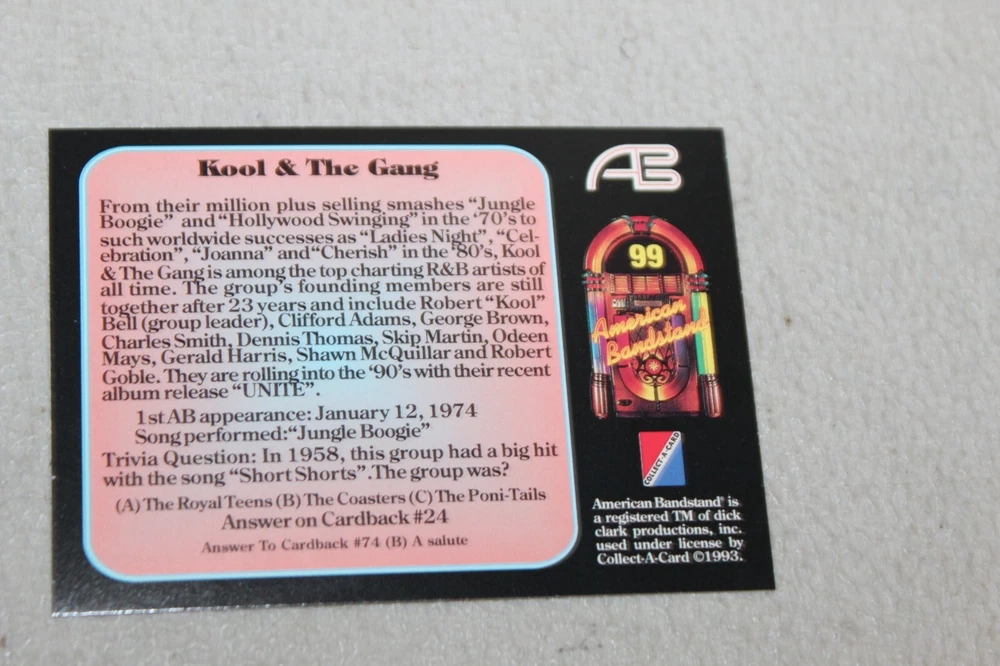 Kool & The Gang
From their million plus selling smashes “Jungle
Boogie” and “Hollywood Swinging” in the ‘70’s to
such worldwide successes as “Ladies Night”, “Cel-
ebration”, “Joanna” and “Cherish” in the ‘80’s, Kool
& The Gang is among the top charting R&B artists of
all time. The group’s founding members are still
together after 23 years and include Robert “Kool”
Bell (group leader), Clifford Adams, George Brown,
Charles Smith, Dennis Thomas, Skip Martin, Odeen
Mays, Gerald Harris, Shawn McQuillar and Robert
Goble. They are rolling into the ‘90’s with their recent
album release “UNITE”.
1st AB appearance: January 12, 1974
Song performed:“Jungle Boogie”
Trivia Question: In 1958, this group had a big hit
with the song “Short Shorts”.The group was?
(A) The Royal Teens (B) The Coasters (C) The Poni-Tails
Answer on Cardback #24
Answer To Cardback #74 (B) A salute
AB
99
American
Bandstand
COLLECT-A-CARD
American Bandstand® is
a registered TM of dick
clark productions, inc.
used under license by
Collect-A-Card ©1993.